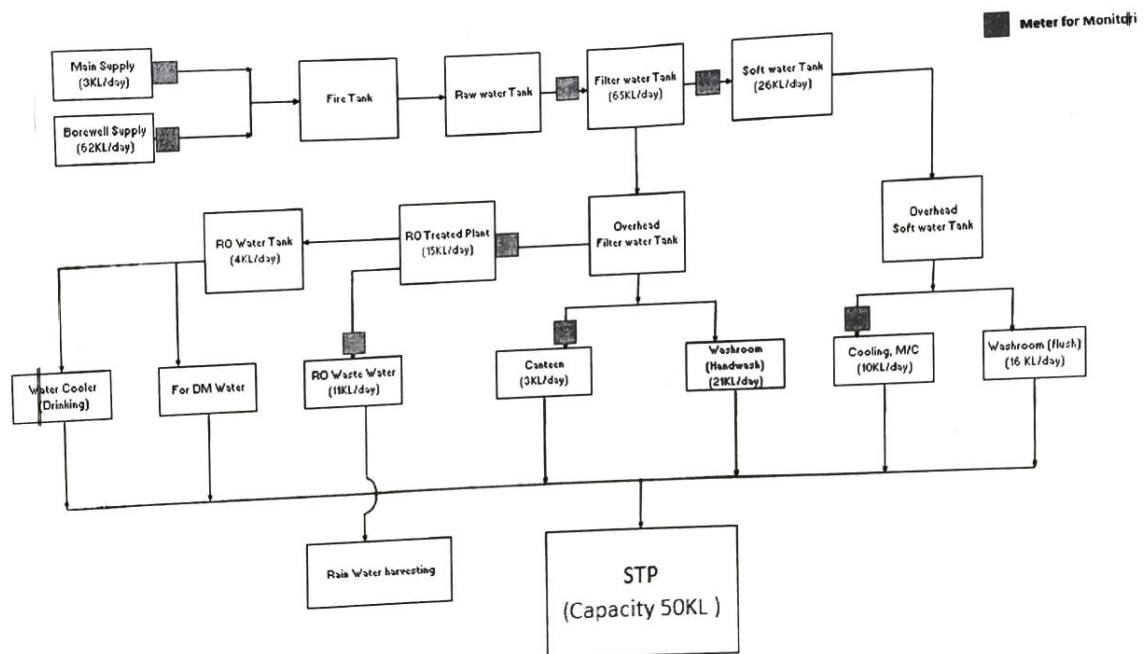 Meter for Monitori
Main Supply
(3KL/day)
Borewell Supply
(62KL/day)
Fire Tank
Raw water Tank
Filter water Tank
(65KL/day)
Soft water Tank
(26KL/day)
RO Water Tank
(4KL/day)
RO Treated Plant
(15KL/day)
Overhead
Filter water Tank
Overhead
Soft water Tank
Water Cooler
(Drinking)
For DM Water
RO Waste Water
(11KL/day)
Canteen
(3KL/day)
Washroom
(Handwash)
(21KL/day)
Cooling, M/C
(10KL/day)
Washroom (flush)
(16 KL/day)
Rain Water harvesting
STP
(Capacity 50KL )